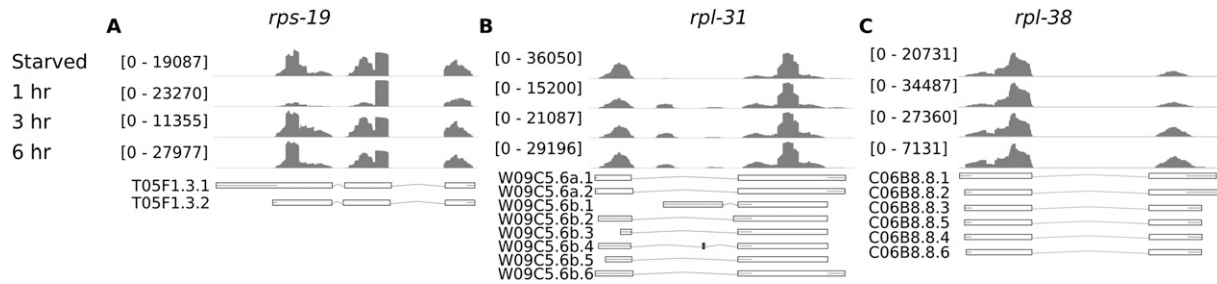 A rps-19
Starved [0 - 19087]
1 hr [0 - 23270]
3 hr [0 - 11355]
6 hr [0 - 27977]
T05F1.3.1
T05F1.3.2
B rpl-31
[0 - 36050]
[0 - 15200]
[0 - 21087]
[0 - 29196]
W09C5.6a.1
W09C5.6a.2
W09C5.6b.1
W09C5.6b.2
W09C5.6b.3
W09C5.6b.4
W09C5.6b.5
W09C5.6b.6
C rpl-38
[0 - 20731]
[0 - 34487]
[0 - 27360]
[0 - 7131]
C06B8.8.1
C06B8.8.2
C06B8.8.3
C06B8.8.5
C06B8.8.4
C06B8.8.6